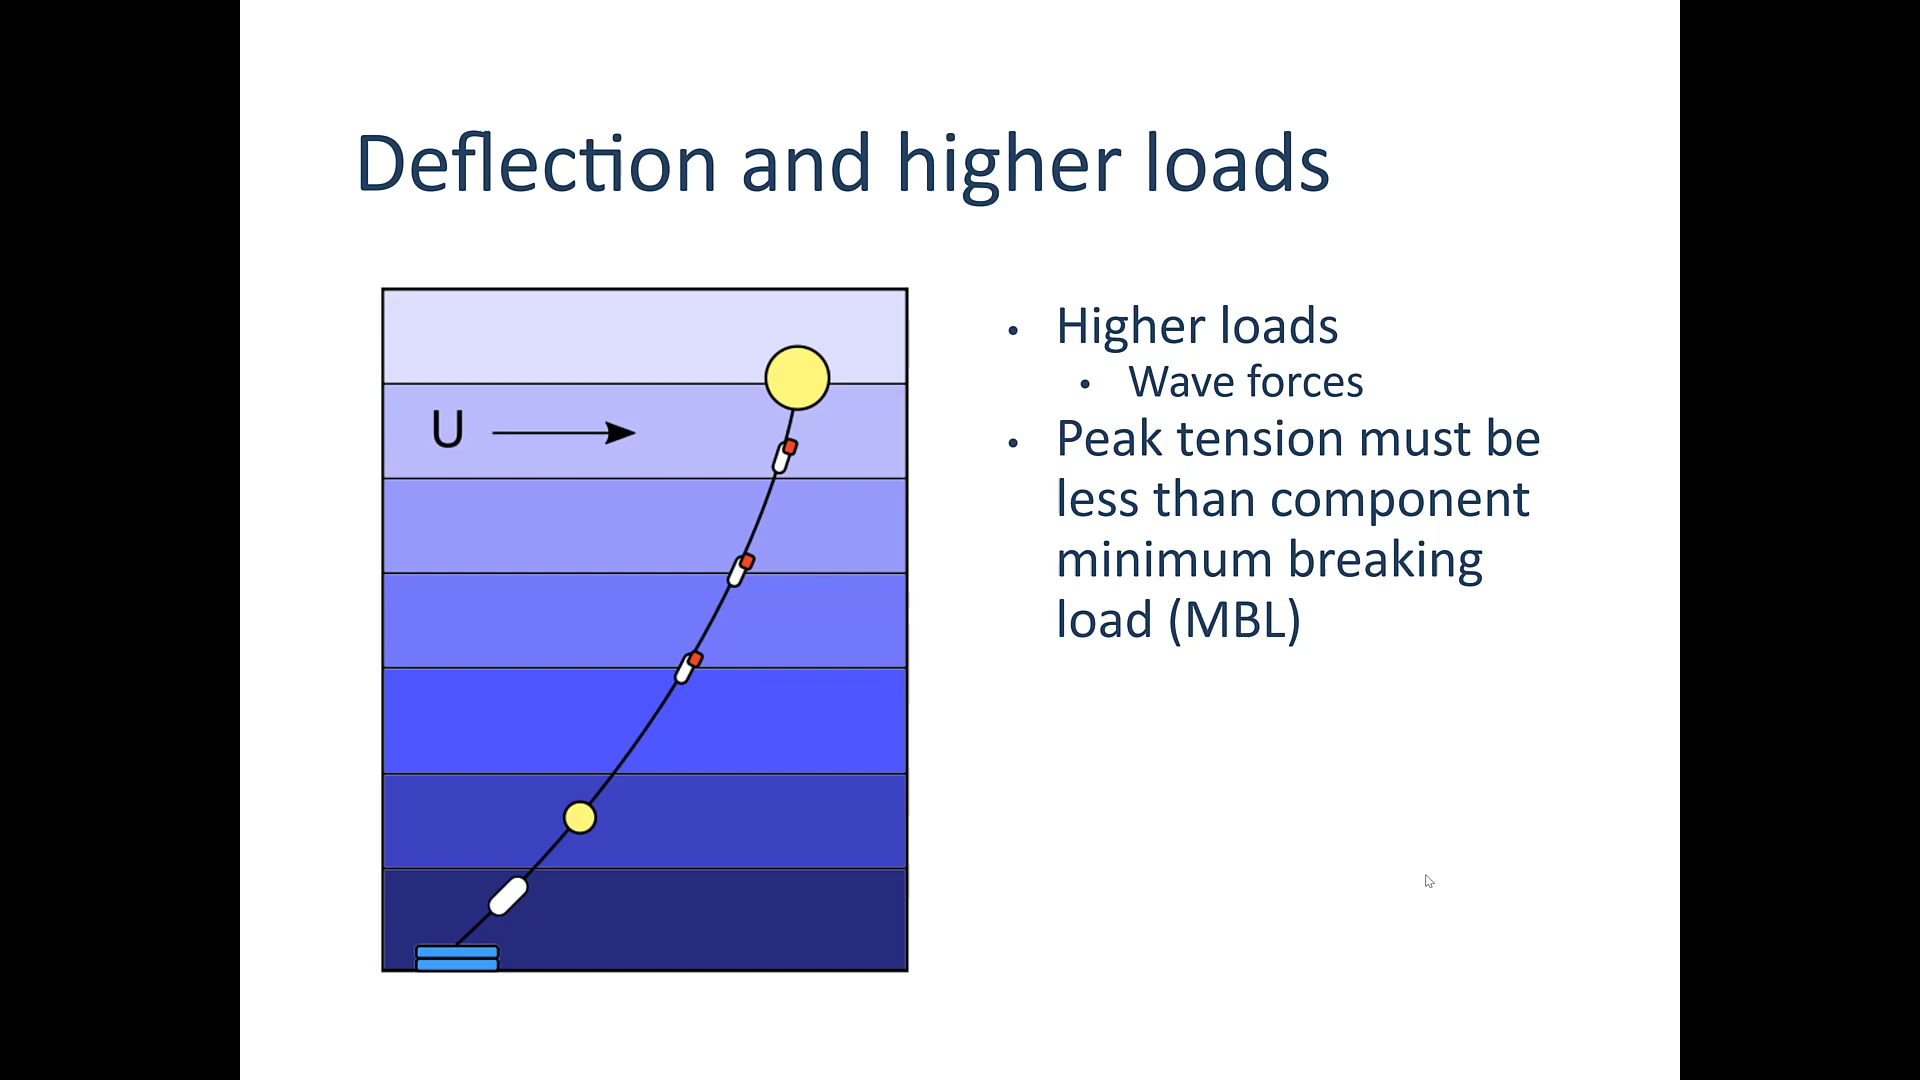 Deflection and higher loads
U
• Higher loads
• Wave forces
• Peak tension must be
less than component
minimum breaking
load (MBL)